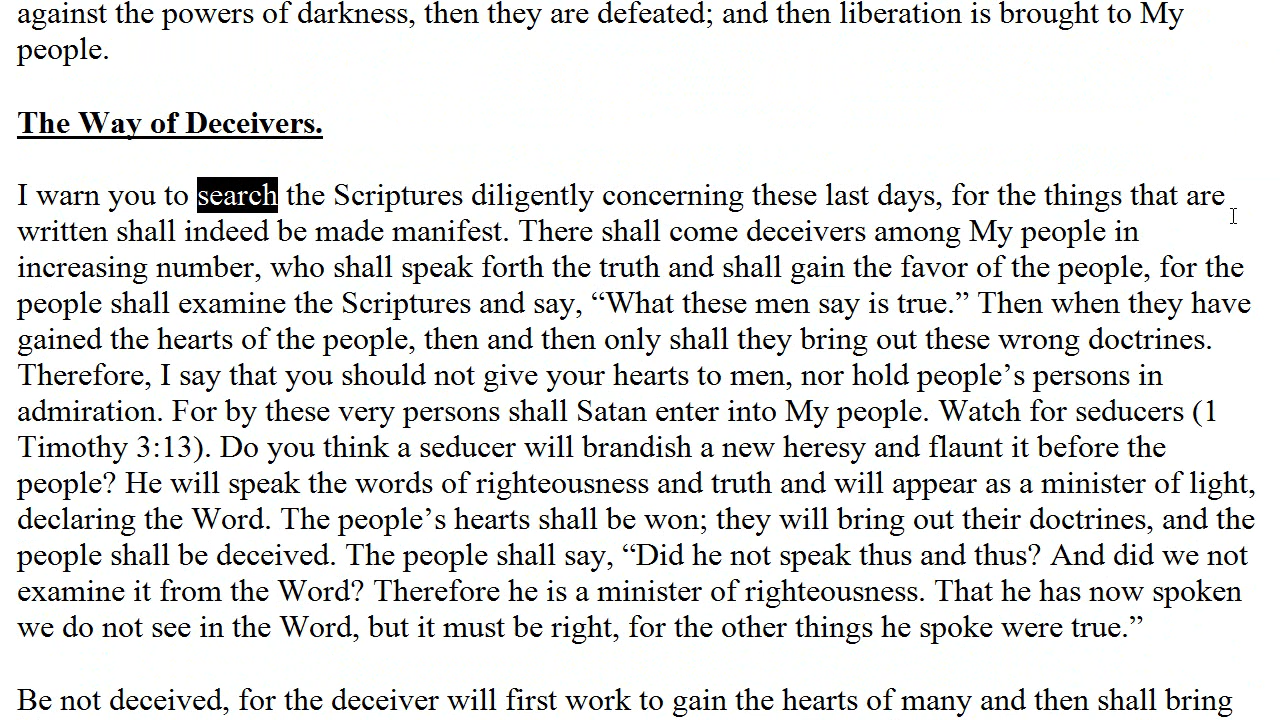 against the powers of darkness, then they are defeated; and then liberation is brought to My
people.
The Way of Deceivers.
I warn you to search the Scriptures diligently concerning these last days, for the things that are
written shall indeed be made manifest. There shall come deceivers among My people in
increasing number, who shall speak forth the truth and shall gain the favor of the people, for the
people shall examine the Scriptures and say, “What these men say is true.” Then when they have
gained the hearts of the people, then and then only shall they bring out these wrong doctrines.
Therefore, I say that you should not give your hearts to men, nor hold people’s persons in
admiration. For by these very persons shall Satan enter into My people. Watch for seducers (1
Timothy 3:13). Do you think a seducer will brandish a new heresy and flaunt it before the
people? He will speak the words of righteousness and truth and will appear as a minister of light,
declaring the Word. The people’s hearts shall be won; they will bring out their doctrines, and the
people shall be deceived. The people shall say, “Did he not speak thus and thus? And did we not
examine it from the Word? Therefore he is a minister of righteousness. That he has now spoken
we do not see in the Word, but it must be right, for the other things he spoke were true.”
Be not deceived, for the deceiver will first work to gain the hearts of many and then shall bring